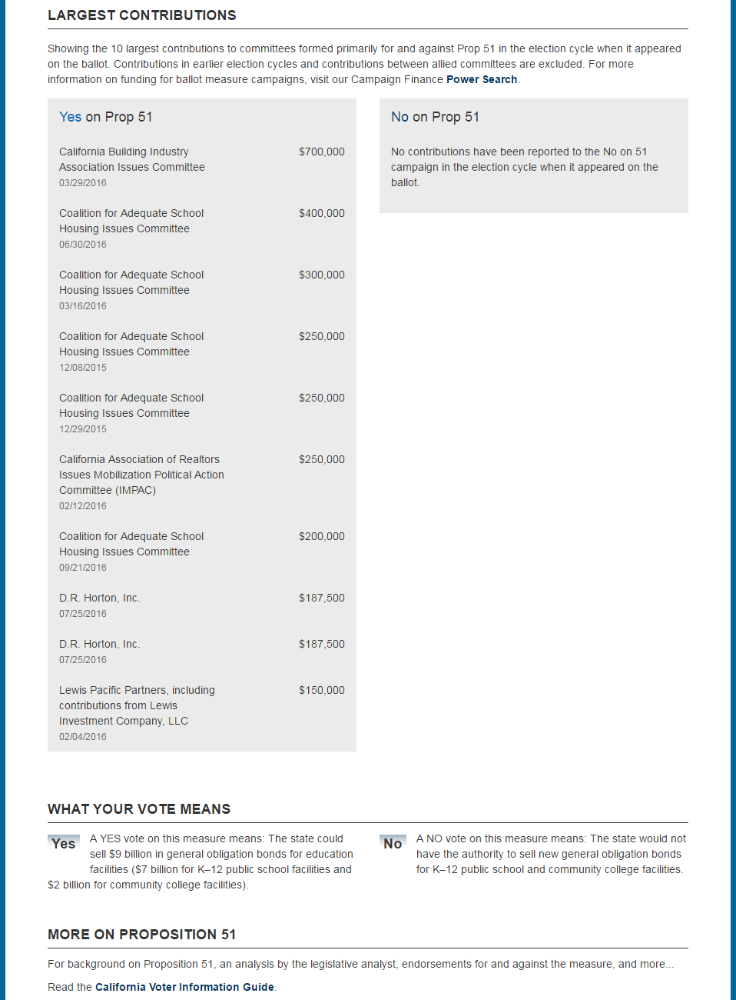 LARGEST CONTRIBUTIONS
Showing the 10 largest contributions to committees formed primarily for and against Prop 51 in the election cycle when it appeared
on the ballot. Contributions in earlier election cycles and contributions between allied committees are excluded. For more
information on funding for ballot measure campaigns, visit our Campaign Finance Power Search.
Yes on Prop 51
California Building Industry $700,000
Association Issues Committee
03/29/2016
Coalition for Adequate School $400,000
Housing Issues Committee
06/30/2016
Coalition for Adequate School $300,000
Housing Issues Committee
03/16/2016
Coalition for Adequate School $250,000
Housing Issues Committee
12/08/2015
Coalition for Adequate School $250,000
Housing Issues Committee
12/29/2015
California Association of Realtors $250,000
Issues Mobilization Political Action
Committee (IMPAC)
02/12/2016
Coalition for Adequate School $200,000
Housing Issues Committee
09/21/2016
D.R. Horton, Inc. $187,500
07/25/2016
D.R. Horton, Inc. $187,500
07/25/2016
Lewis Pacific Partners, including $150,000
contributions from Lewis
Investment Company, LLC
02/04/2016
No on Prop 51
No contributions have been reported to the No on 51
campaign in the election cycle when it appeared on the
ballot.
WHAT YOUR VOTE MEANS
Yes A YES vote on this measure means: The state could
sell $9 billion in general obligation bonds for education
facilities ($7 billion for K–12 public school facilities and
$2 billion for community college facilities).
No A NO vote on this measure means: The state would not
have the authority to sell new general obligation bonds
for K–12 public school and community college facilities.
MORE ON PROPOSITION 51
For background on Proposition 51, an analysis by the legislative analyst, endorsements for and against the measure, and more...
Read the California Voter Information Guide.